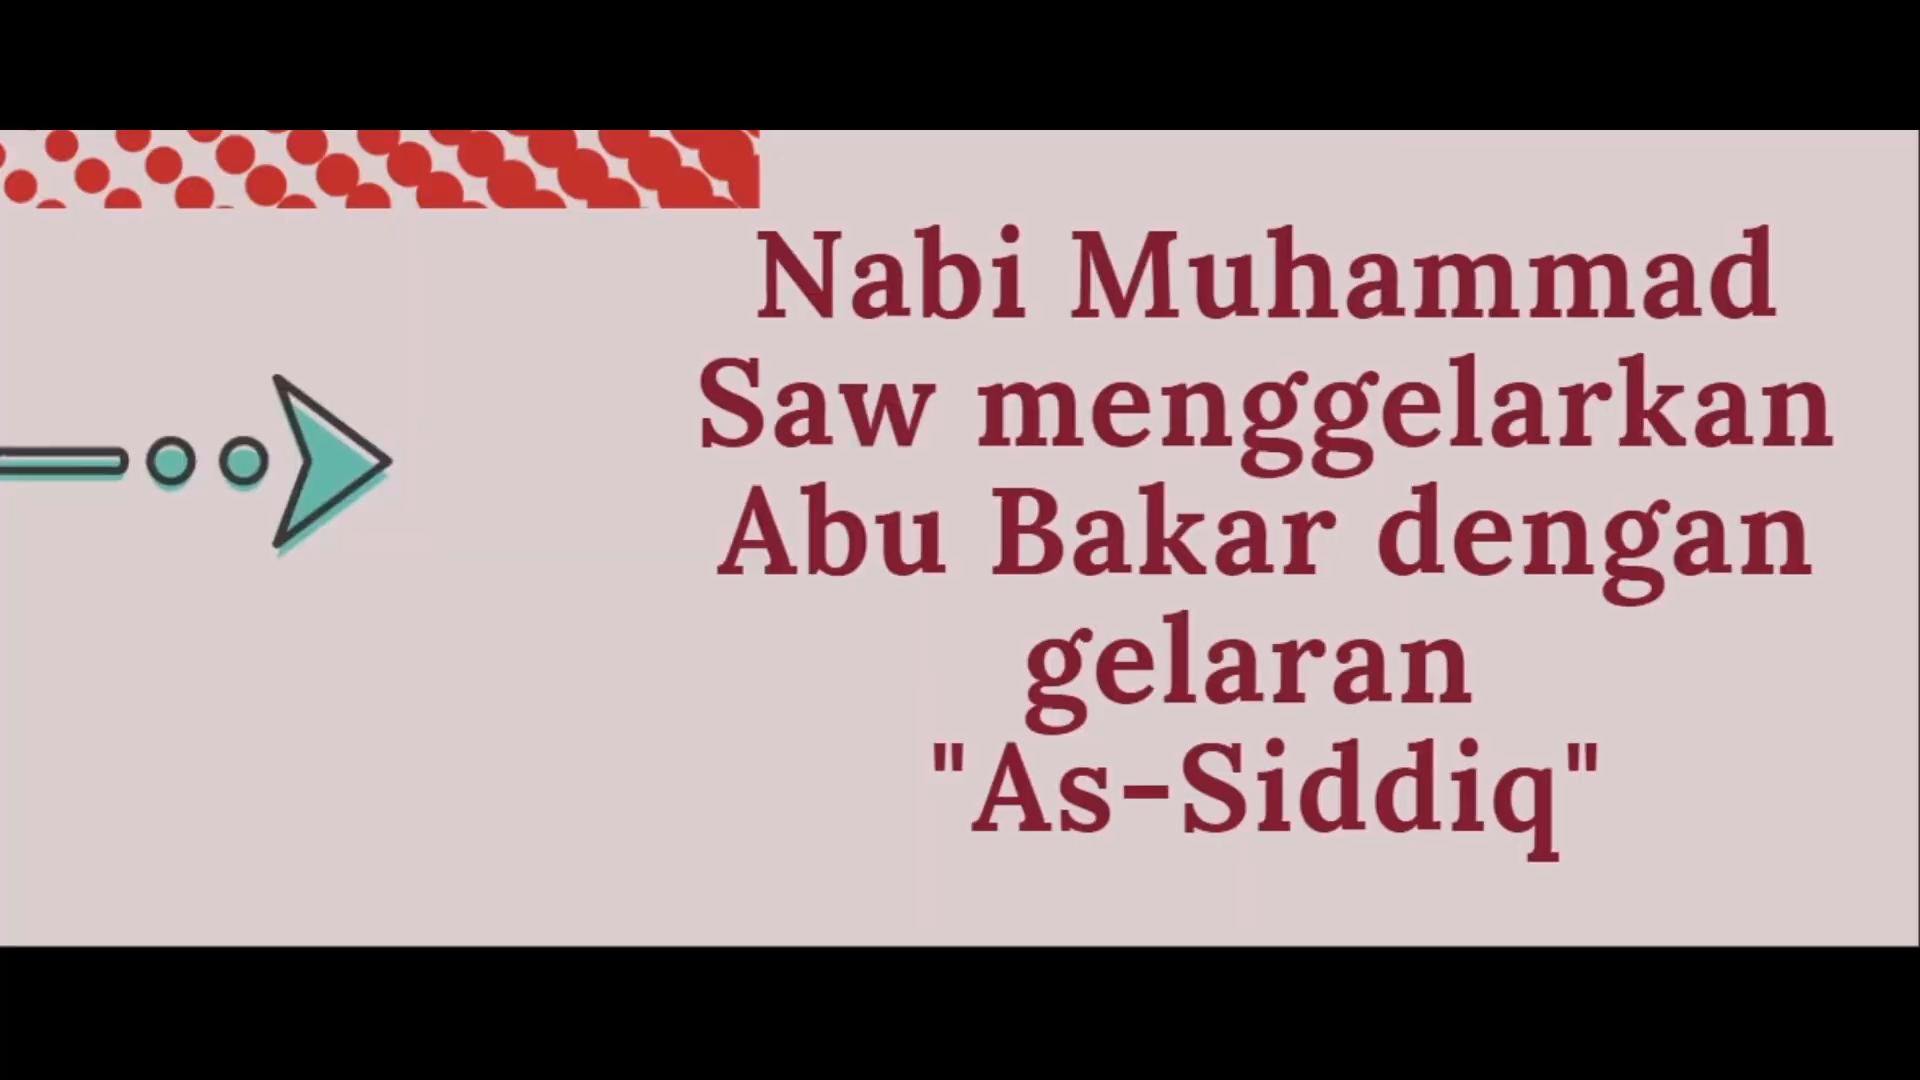 Nabi Muhammad
Saw menggelarkan
Abu Bakar dengan
gelaran
"As-Siddiq"